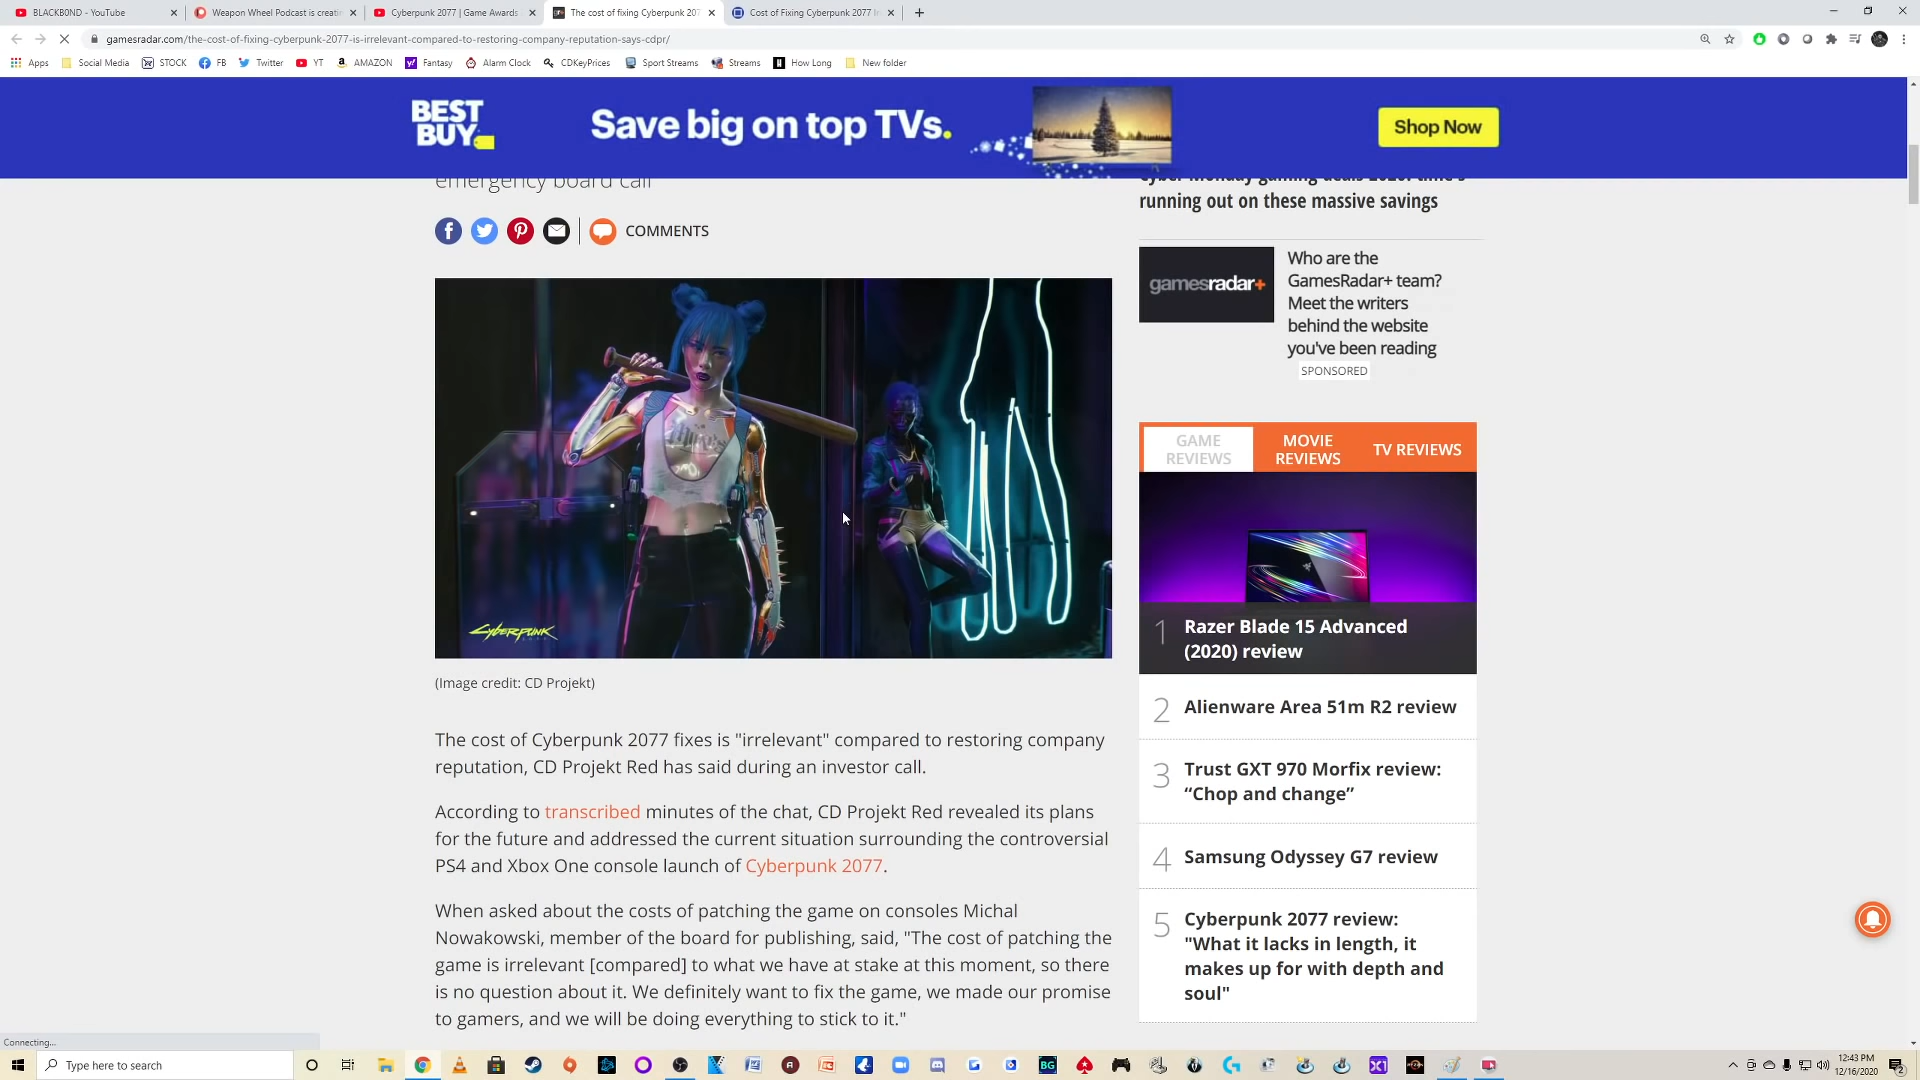 BLACKB0ND - YouTube
Weapon Wheel Podcast is creati
Cyberpunk 2077 | Game Awards
The cost of fixing Cyberpunk 207
Cost of Fixing Cyberpunk 2077 I
gamesradar.com/the-cost-of-fixing-cyberpunk-2077-is-irrelevant-compared-to-restoring-company-reputation-says-cdpr/
Apps
Social Media
STOCK
FB
Twitter
YT
AMAZON
Fantasy
Alarm Clock
CDKeyPrices
Sport Streams
Streams
How Long
New folder
BEST
BUY
Save big on top TVs.
Shop Now
emergency board call
COMMENTS
CYBERPUNK
(Image credit: CD Projekt)
The cost of Cyberpunk 2077 fixes is "irrelevant" compared to restoring company
reputation, CD Projekt Red has said during an investor call.
According to transcribed minutes of the chat, CD Projekt Red revealed its plans
for the future and addressed the current situation surrounding the controversial
PS4 and Xbox One console launch of Cyberpunk 2077.
When asked about the costs of patching the game on consoles Michal
Nowakowski, member of the board for publishing, said, "The cost of patching the
game is irrelevant [compared] to what we have at stake at this moment, so there
is no question about it. We definitely want to fix the game, we made our promise
to gamers, and we will be doing everything to stick to it."
Cyber Monday gaming deals 2020: time's
running out on these massive savings
gamesradar+
Who are the
GamesRadar+ team?
Meet the writers
behind the website
you've been reading
SPONSORED
GAME
REVIEWS
MOVIE
REVIEWS
TV REVIEWS
1 Razer Blade 15 Advanced
(2020) review
2 Alienware Area 51m R2 review
3 Trust GXT 970 Morfix review:
“Chop and change”
4 Samsung Odyssey G7 review
5 Cyberpunk 2077 review:
"What it lacks in length, it
makes up for with depth and
soul"
Connecting...
Type here to search
BG
12:43 PM
12/16/2020
2